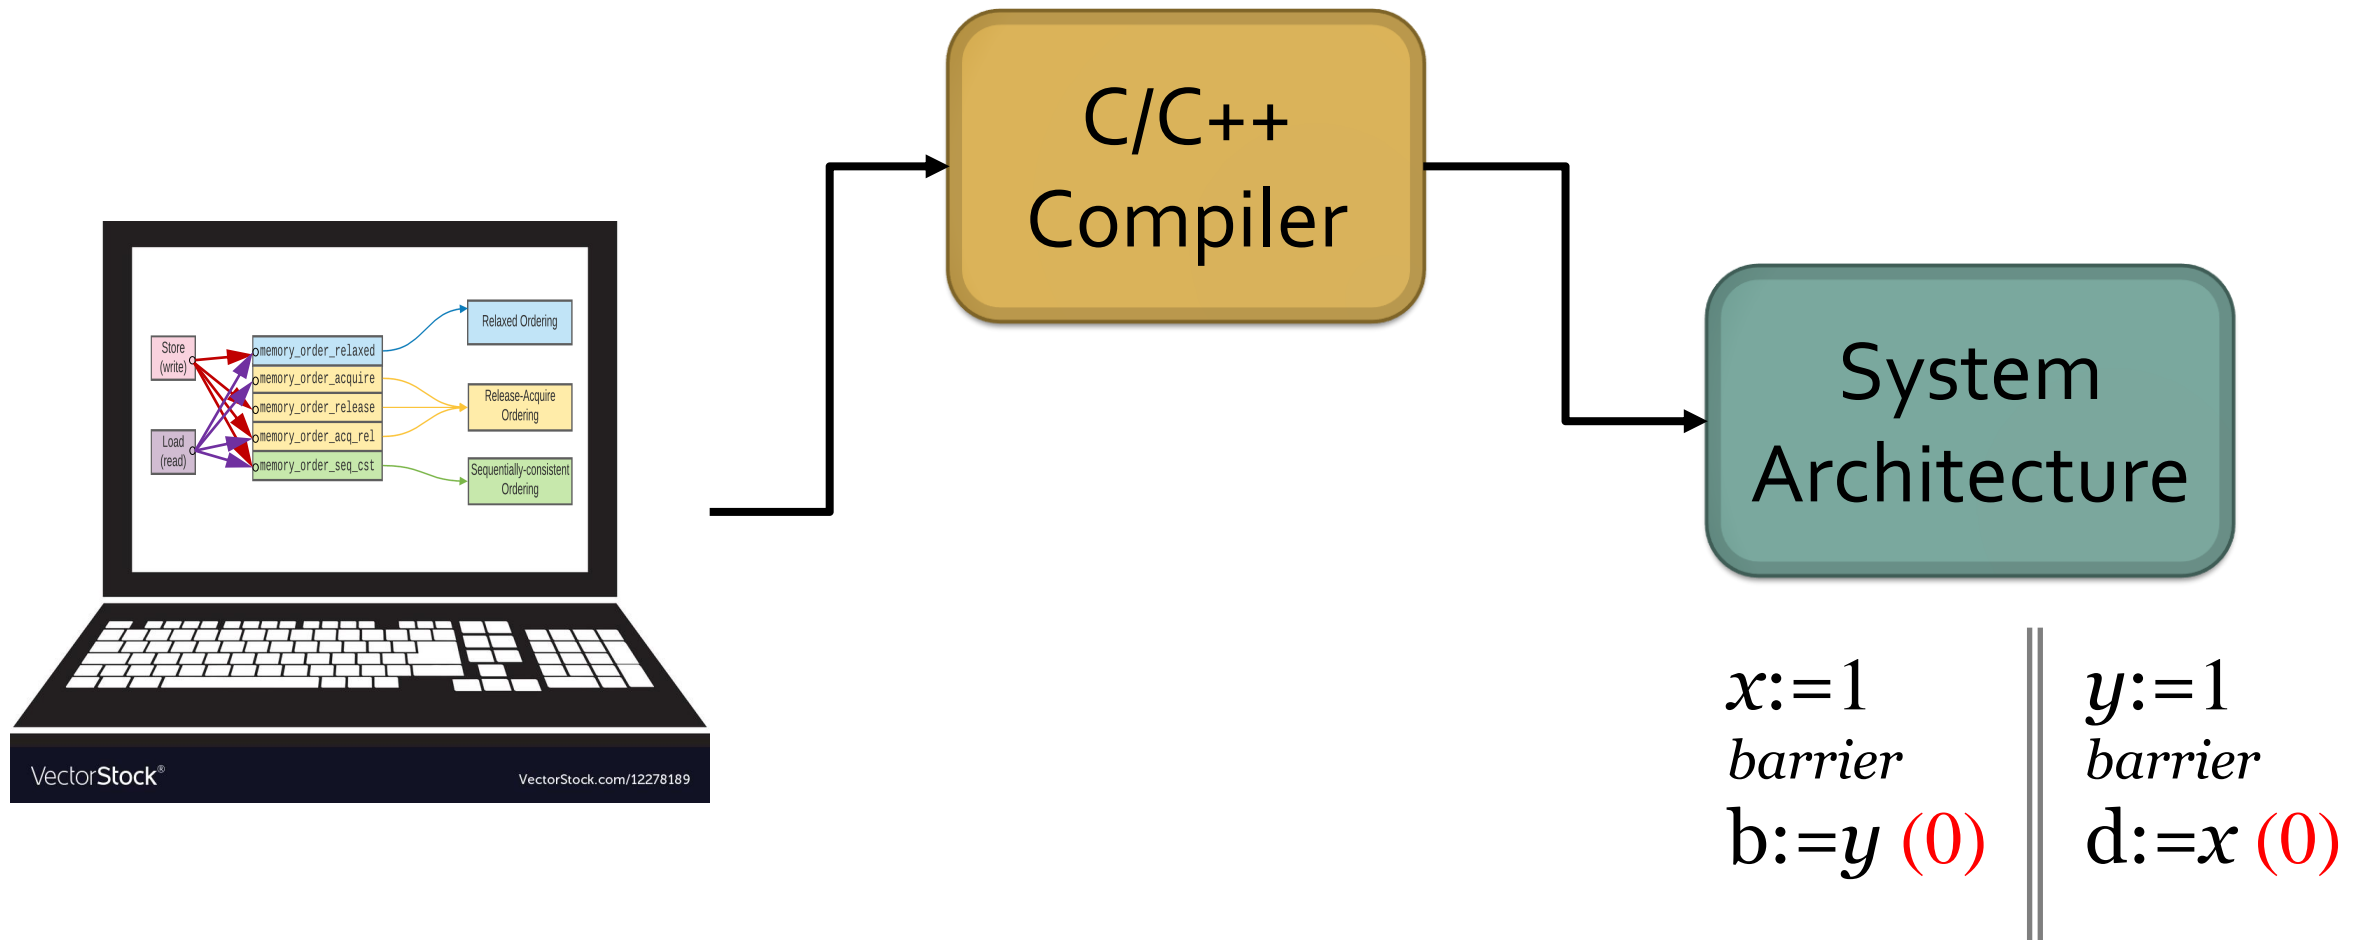 C/C++
Compiler
System
Architecture
Store
(write)
Load
(read)
memory_order_relaxed
memory_order_acquire
memory_order_release
memory_order_acq_rel
memory_order_seq_cst
Relaxed Ordering
Release-Acquire
Ordering
Sequentially-consistent
Ordering
VectorStock®
VectorStock.com/12278189
x:=1
barrier
b:=y (0)
y:=1
barrier
d:=x (0)